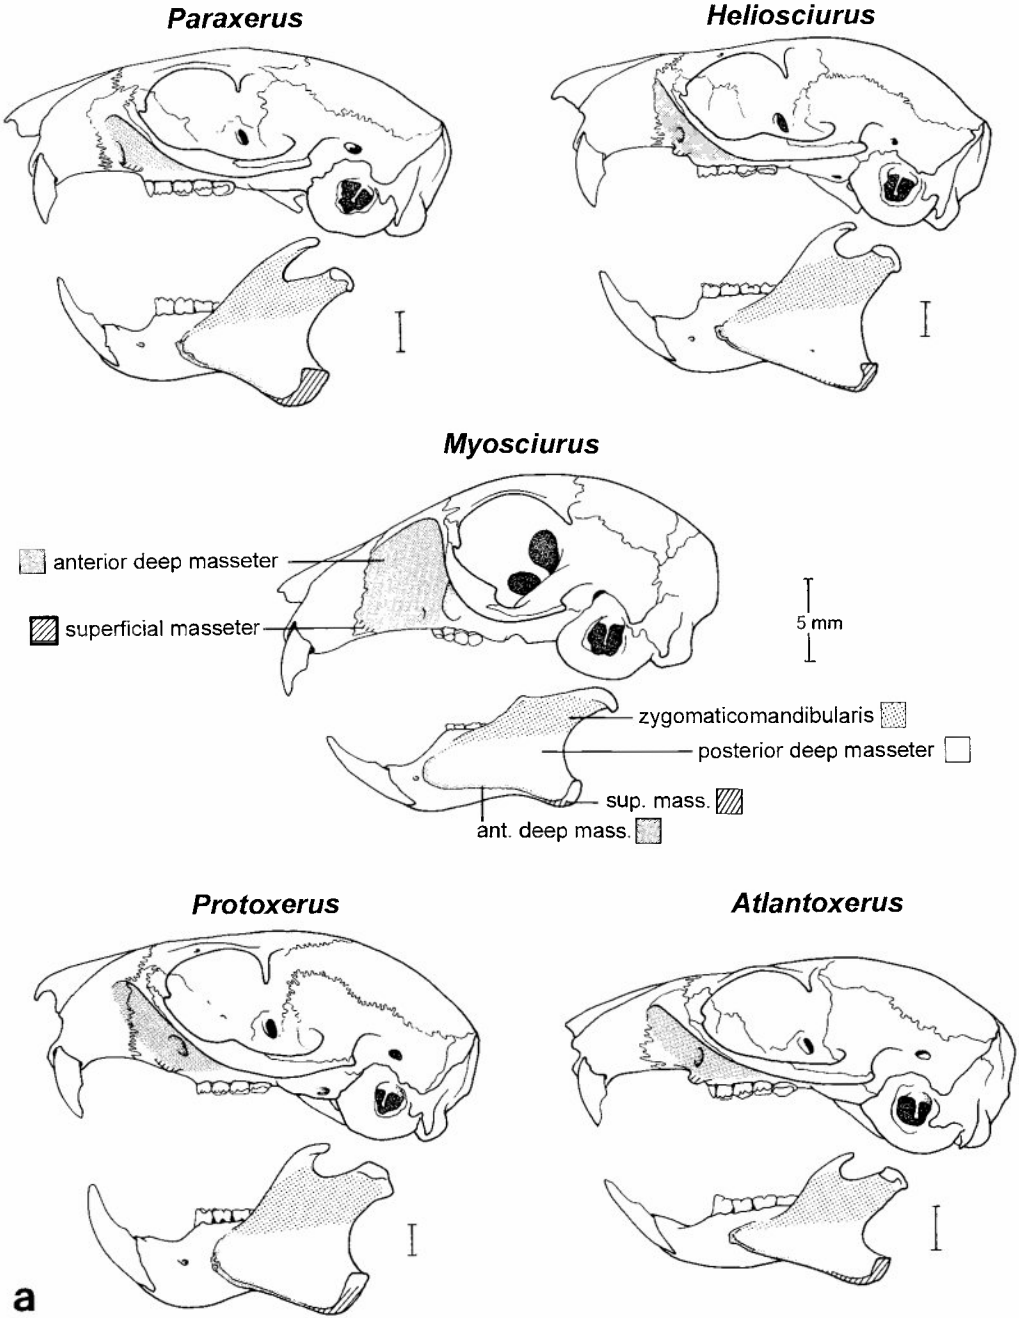 Paraxerus
Heliosciurus
Myosciurus
anterior deep masseter
superficial masseter
5 mm
zygomaticomandibularis
posterior deep masseter
sup. mass.
ant. deep mass.
Protoxerus
Atlantoxerus
a